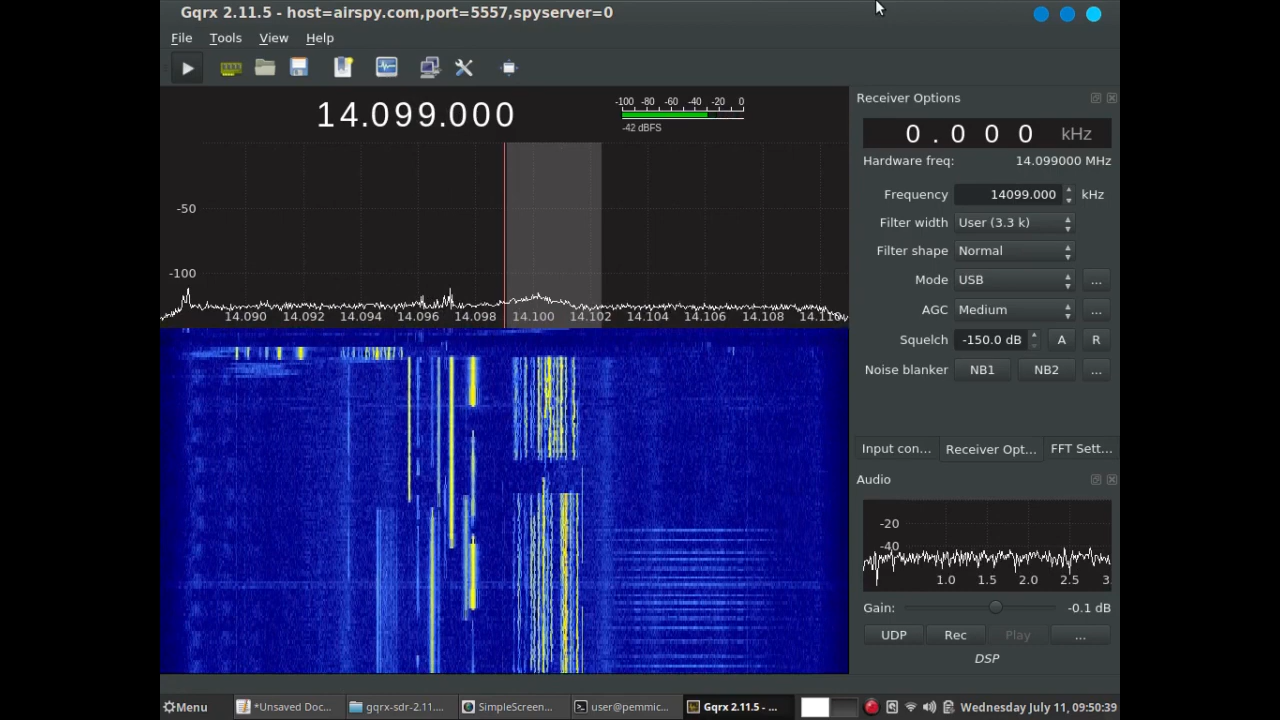 Gqrx 2.11.5 - host=airspy.com,port=5557,spyserver=0
File Tools View Help
14.099.000
-100 -80 -60 -40 -20 0
-42 dBFS
-50
-100
14.090 14.092 14.094 14.096 14.098 14.100 14.102 14.104 14.106 14.108 14.110
Receiver Options
0.000 kHz
Hardware freq: 14.099000 MHz
Frequency 14099.000 kHz
Filter width User (3.3 k)
Filter shape Normal
Mode USB ...
AGC Medium ...
Squelch -150.0 dB A R
Noise blanker NB1 NB2 ...
Input con... Receiver Opt... FFT Sett...
Audio
-20
-40
1.0 1.5 2.0 2.5 3.
Gain: -0.1 dB
UDP Rec Play ...
DSP
Menu *Unsaved Doc... gqrx-sdr-2.11.... SimpleScreen... user@pemmic... Gqrx 2.11.5 - ... Wednesday July 11, 09:50:39